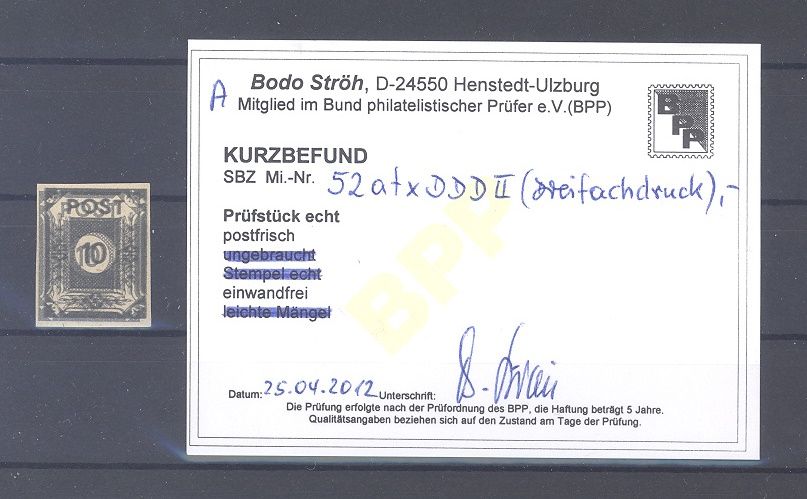 POST
10
A
Bodo Ströh, D-24550 Henstedt-Ulzburg
Mitglied im Bund philatelistischer Prüfer e.V.(BPP)
BPP
KURZBEFUND
SBZ Mi.-Nr. 52atxDDD II (Dreifachdruck),-
Prüfstück echt
postfrisch
ungebraucht
Stempel echt
einwandfrei
leichte Mängel
BPP
Datum: 25.04.2012 Unterschrift:
Die Prüfung erfolgte nach der Prüfordnung des BPP, die Haftung beträgt 5 Jahre.
Qualitätsangaben beziehen sich auf den Zustand am Tage der Prüfung.